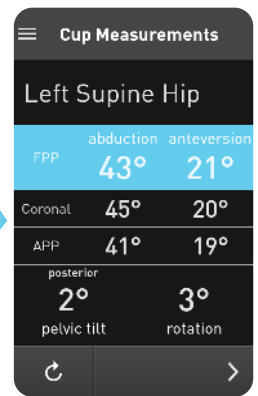 Cup Measurements
Left Supine Hip
abduction anteversion
FPP 43° 21°
Coronal 45° 20°
APP 41° 19°
posterior
2° 3°
pelvic tilt rotation